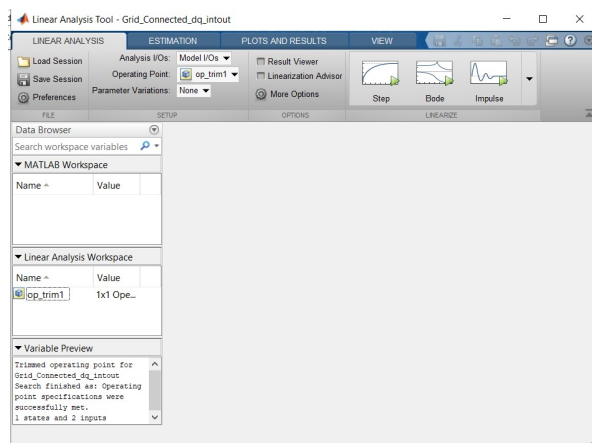 Linear Analysis Tool - Grid_Connected_dq_intout
LINEAR ANALYSIS ESTIMATION PLOTS AND RESULTS VIEW
Load Session
Save Session
Preferences
FILE
Analysis I/Os: Model I/Os
Operating Point: op_trim1
Parameter Variations: None
SETUP
Result Viewer
Linearization Advisor
More Options
OPTIONS
Step Bode Impulse
LINEARIZE
Data Browser
Search workspace variables
MATLAB Workspace
Name Value
Linear Analysis Workspace
Name Value
op_trim1 1x1 Ope...
Variable Preview
Trimmed operating point for
Grid_Connected_dq_intout
Search finished as: Operating
point specifications were
successfully met.
1 states and 2 inputs